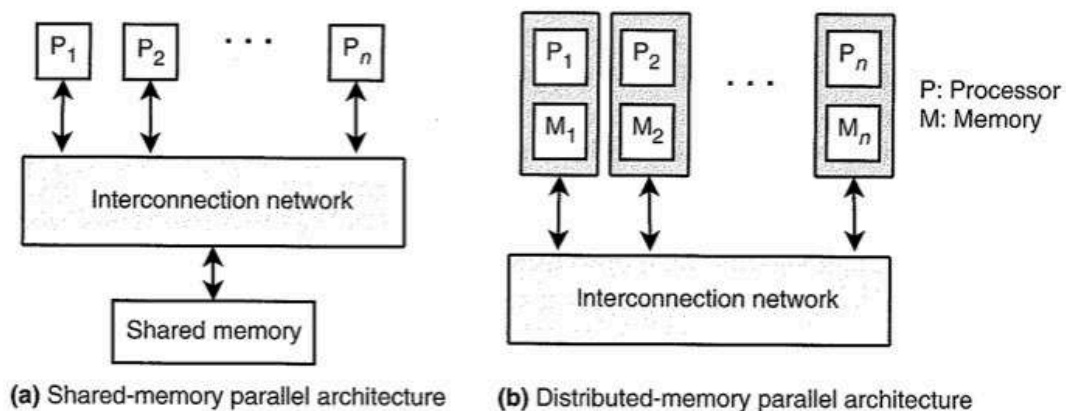 P1 P2 · · · Pn
Interconnection network
Shared memory
(a) Shared-memory parallel architecture
P1 P2 · · · Pn
M1 M2 Mn
P: Processor
M: Memory
Interconnection network
(b) Distributed-memory parallel architecture